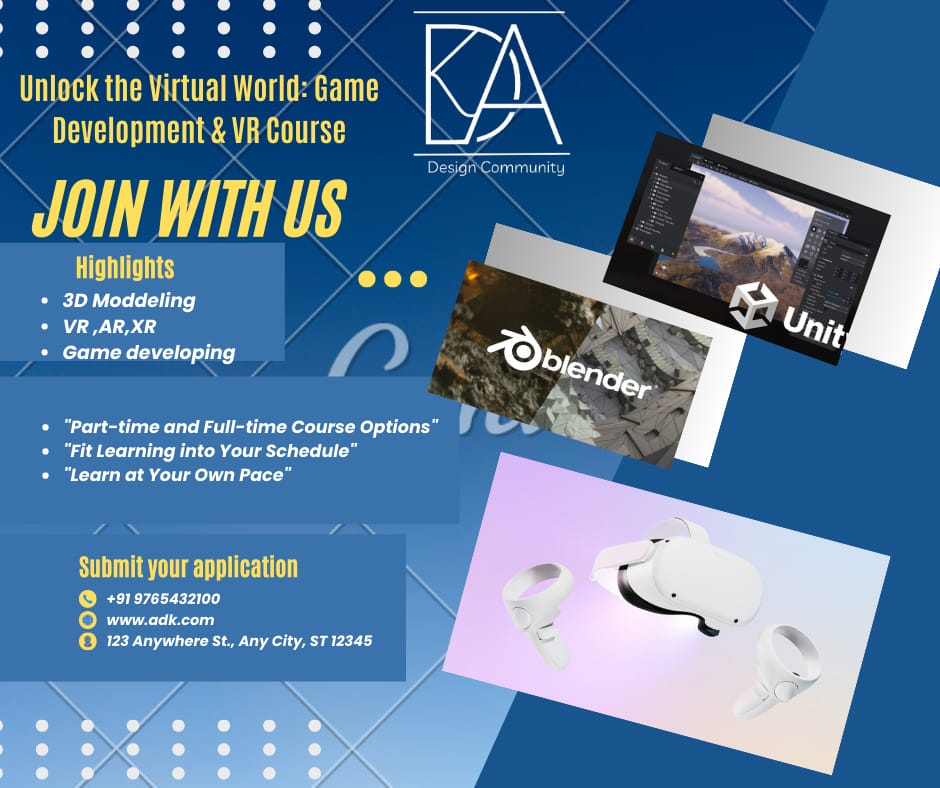 KDA
Design Community
Unlock the Virtual World: Game
Development & VR Course
JOIN WITH US
Highlights
• 3D Moddeling
• VR ,AR,XR
• Game developing
• "Part-time and Full-time Course Options"
• "Fit Learning into Your Schedule"
• "Learn at Your Own Pace"
Submit your application
+91 9765432100
www.adk.com
123 Anywhere St., Any City, ST 12345
Unity
blender